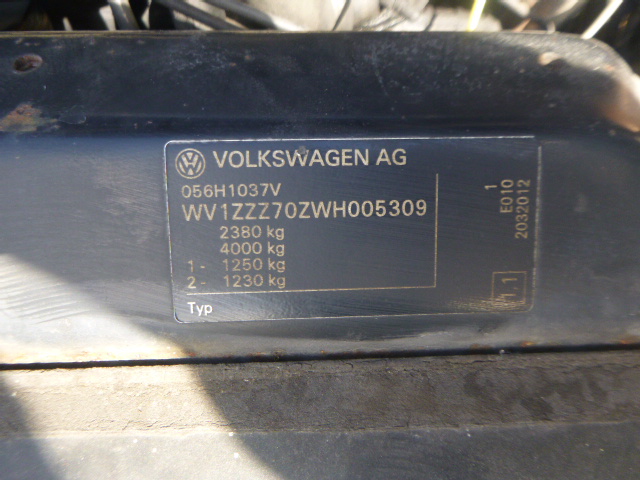 VOLKSWAGEN AG
056H1037V
WV1ZZZ70ZWH005309
2380 kg
4000 kg
1 - 1250 kg
2 - 1230 kg
Typ
1
E010
2032012
1.1